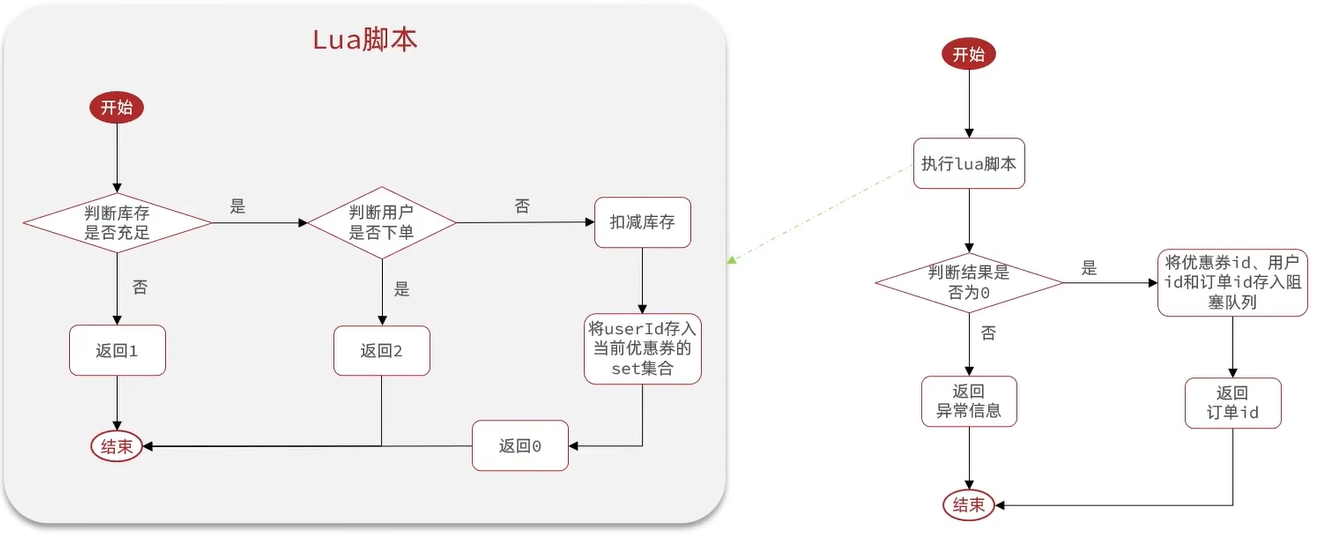 Lua脚本
开始
判断库存
是否充足
是
判断用户
是否下单
否
扣减库存
否
是
将userId存入
当前优惠券的
set集合
返回1
返回2
返回0
结束
开始
执行lua脚本
判断结果是
否为0
是
将优惠券id、用户
id和订单id存入阻
塞队列
否
返回
异常信息
返回
订单id
结束